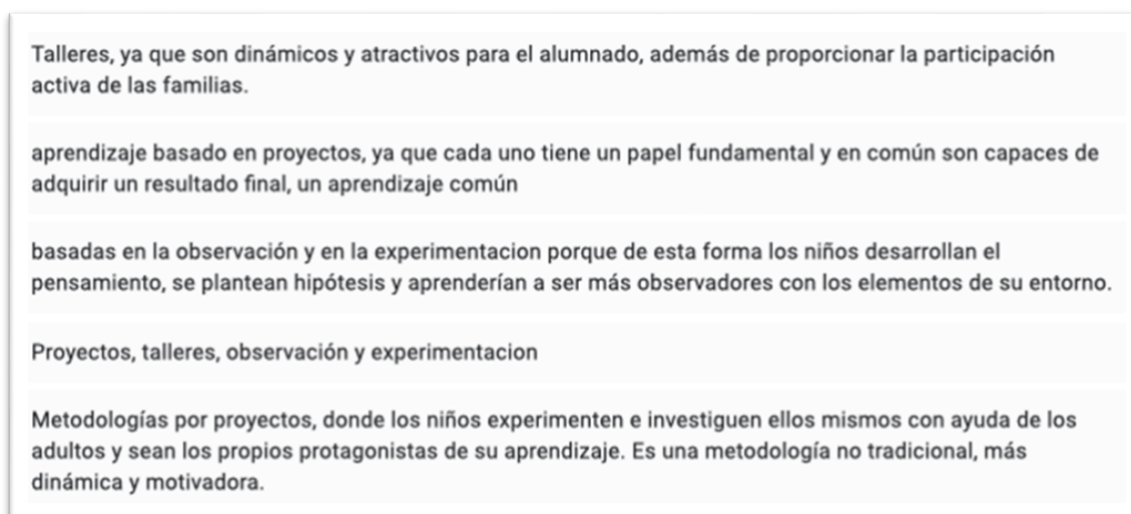 Talleres, ya que son dinámicos y atractivos para el alumnado, además de proporcionar la participación
activa de las familias.
aprendizaje basado en proyectos, ya que cada uno tiene un papel fundamental y en común son capaces de
adquirir un resultado final, un aprendizaje común
basadas en la observación y en la experimentacion porque de esta forma los niños desarrollan el
pensamiento, se plantean hipótesis y aprenderían a ser más observadores con los elementos de su entorno.
Proyectos, talleres, observación y experimentacion
Metodologías por proyectos, donde los niños experimenten e investiguen ellos mismos con ayuda de los
adultos y sean los propios protagonistas de su aprendizaje. Es una metodología no tradicional, más
dinámica y motivadora.